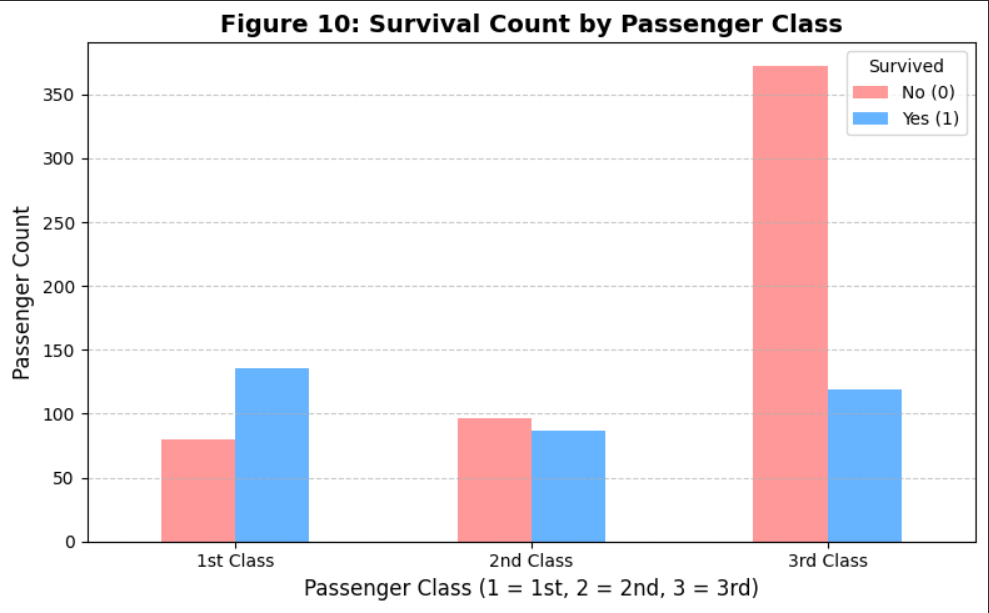 Figure 10: Survival Count by Passenger Class
Survived
No (0)
Yes (1)
Passenger Count
350
300
250
200
150
100
50
0
1st Class
2nd Class
3rd Class
Passenger Class (1 = 1st, 2 = 2nd, 3 = 3rd)